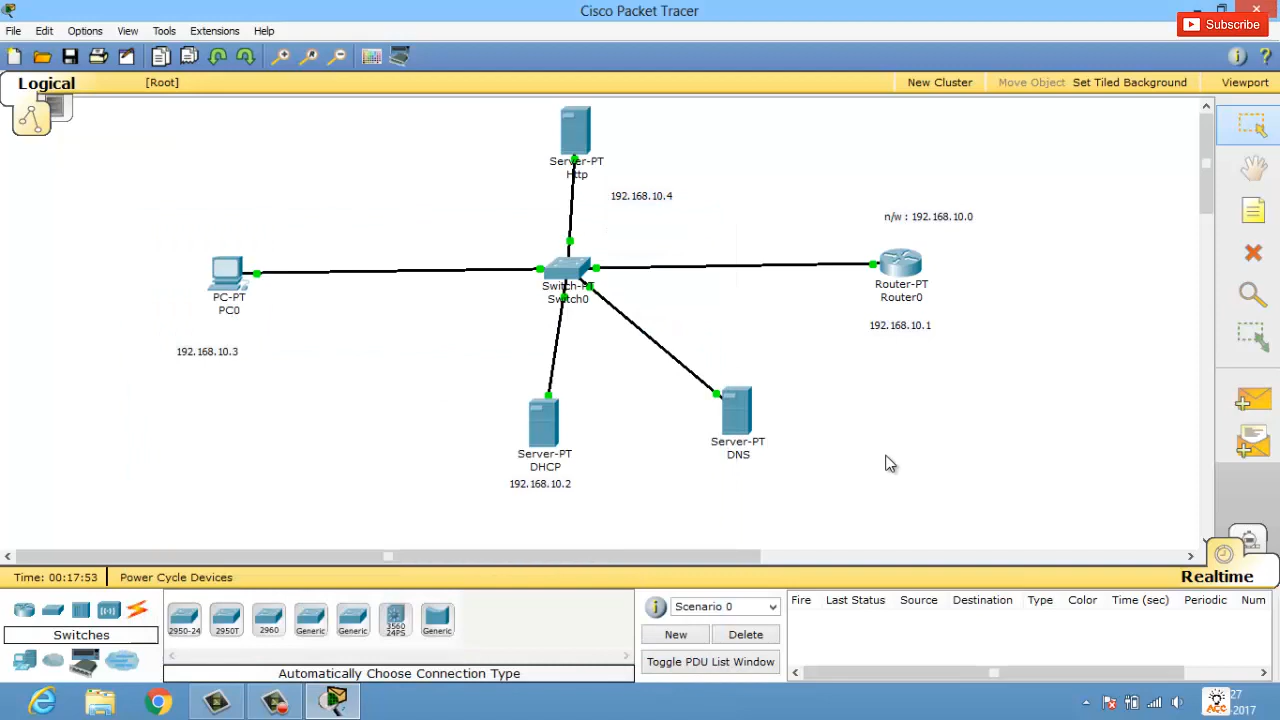 Cisco Packet Tracer
Subscribe
File Edit Options View Tools Extensions Help
Logical [Root] New Cluster Move Object Set Tiled Background Viewport
Server-PT
Http
192.168.10.4
n/w : 192.168.10.0
PC-PT
PC0
Switch-PT
Switch0
Router-PT
Router0
192.168.10.1
192.168.10.3
Server-PT
DNS
Server-PT
DHCP
192.168.10.2
Time: 00:17:53 Power Cycle Devices
Realtime
Switches
2950-24 2950T 2960 Generic Generic 3560 24PS Generic
Automatically Choose Connection Type
Scenario 0
New Delete
Toggle PDU List Window
Fire Last Status Source Destination Type Color Time (sec) Periodic Num
ACC